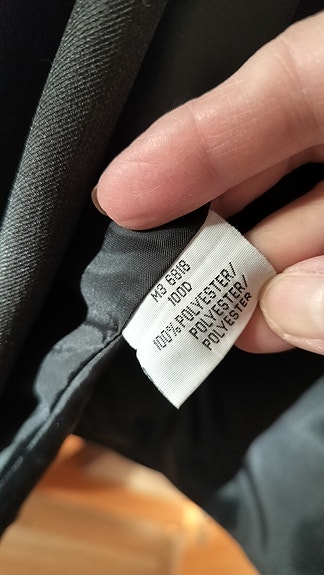 M3 6818
100D
100% POLYESTER/
POLYESTER/
POLYESTER